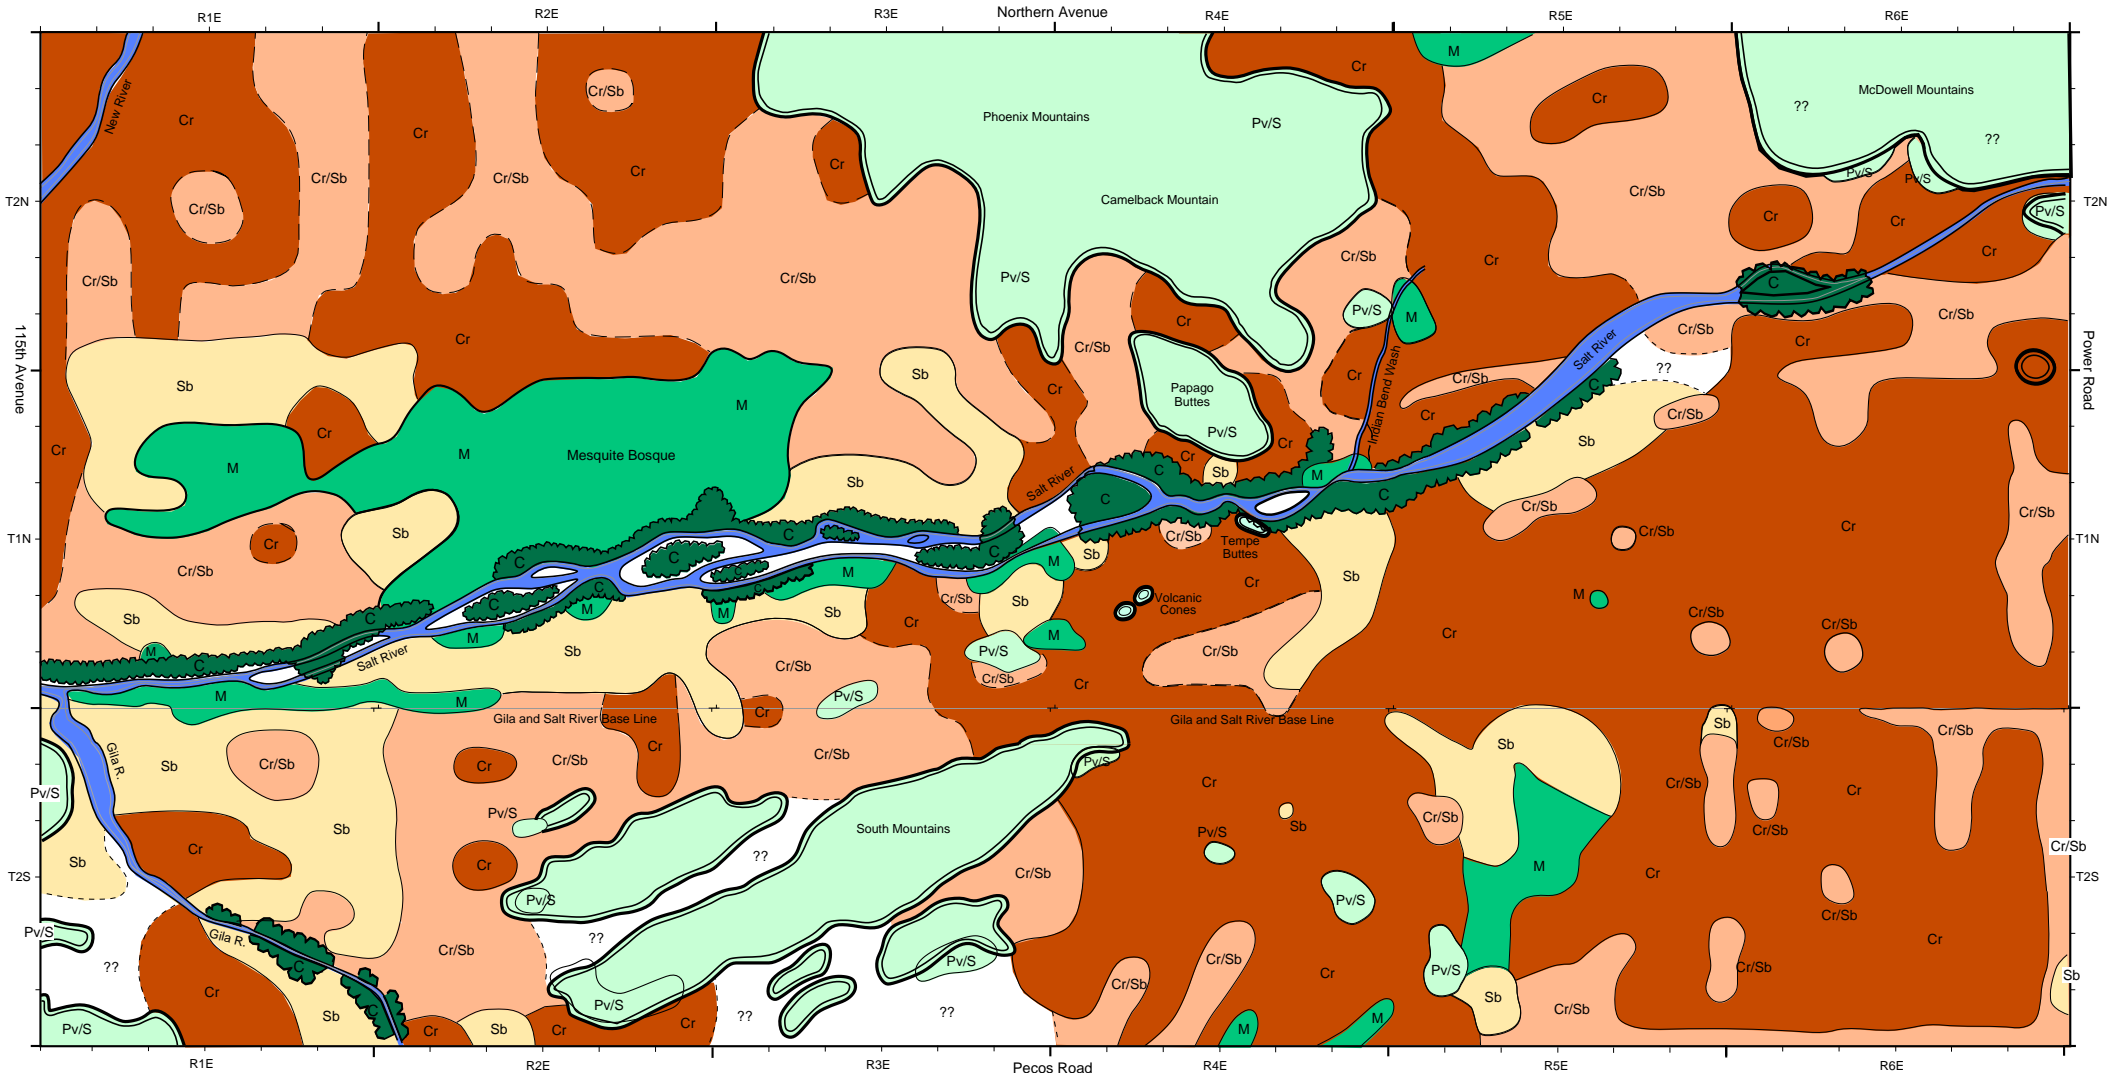 R1E
R2E
R3E
Northern Avenue
R4E
R5E
R6E
M
Cr
Cr/Sb
Cr
Cr
New River
Cr
Cr
Phoenix Mountains
Pv/S
McDowell Mountains
??
??
Cr
Cr
Cr/Sb
Cr/Sb
Cr
Pv/S
Pv/S
Cr/Sb
T2N
Cr/Sb
Camelback Mountain
Cr
Cr
Pv/S
T2N
Cr
Cr/Sb
Cr/Sb
Pv/S
Cr/Sb
Cr
C
Cr
Cr/Sb
Pv/S
M
Cr/Sb
115th Avenue
Cr
Cr/Sb
Salt River
Cr/Sb
Cr
Power Road
Sb
Sb
Cr
Papago
Buttes
Cr
Indian Bend Wash
Cr/Sb
C
??
M
Cr
Cr/Sb
Cr
Pv/S
Cr
Sb
Cr
M
M
Mesquite Bosque
Cr
Sb
M
C
Sb
Salt River
C
C
Cr/Sb
Cr/Sb
Cr
T1N
Cr
Sb
C
C
Cr/Sb
Tempe
Buttes
Cr/Sb
T1N
Cr/Sb
C
C
C
M
M
Sb
Cr
Sb
C
C
C
M
Cr/Sb
Sb
Volcanic
Cones
M
Sb
C
M
M
Sb
Cr
M
Cr
Cr/Sb
Cr/Sb
M
C
Salt River
Sb
Cr/Sb
Pv/S
Cr/Sb
Cr/Sb
Cr
M
M
Pv/S
Cr
Gila and Salt River Base Line
Gila and Salt River Base Line
Sb
Cr/Sb
Gila R.
Sb
Cr/Sb
Cr
Cr/Sb
Cr
Cr/Sb
Pv/S
Sb
Cr/Sb
Pv/S
Cr
Cr/Sb
Cr
Pv/S
Sb
South Mountains
Pv/S
Sb
Cr/Sb
Cr/Sb
Sb
Cr
Cr
??
Cr/Sb
M
Cr
Cr/Sb
T2S
T2S
Pv/S
Pv/S
Cr/Sb
Pv/S
Gila R.
??
Cr/Sb
Cr
??
C
Pv/S
Cr/Sb
Cr
Pv/S
Cr/Sb
Sb
Cr
Pv/S
Cr/Sb
Sb
Cr/Sb
Pv/S
Sb
C
Cr
Sb
Cr
Cr
??
??
M
M
R1E
R2E
R3E
Pecos Road
R4E
R5E
R6E